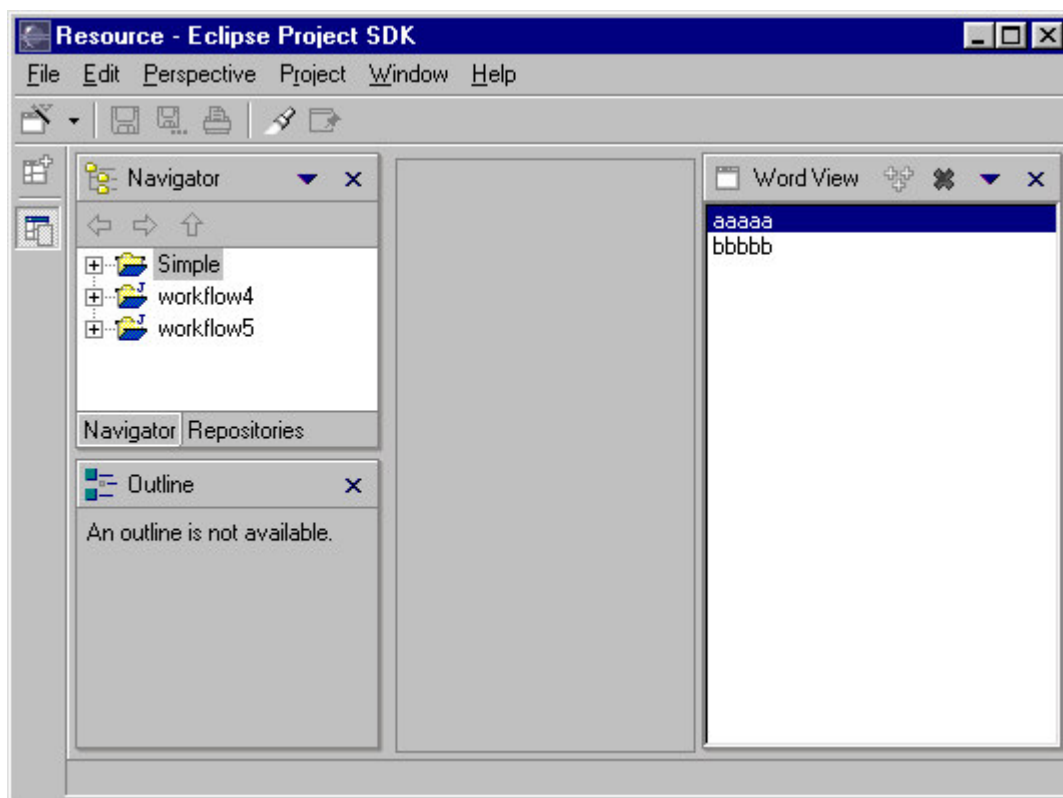 Resource - Eclipse Project SDK
File Edit Perspective Project Window Help
Navigator
Simple
workflow4
workflow5
Navigator Repositories
Outline
An outline is not available.
Word View
aaaaa
bbbbb